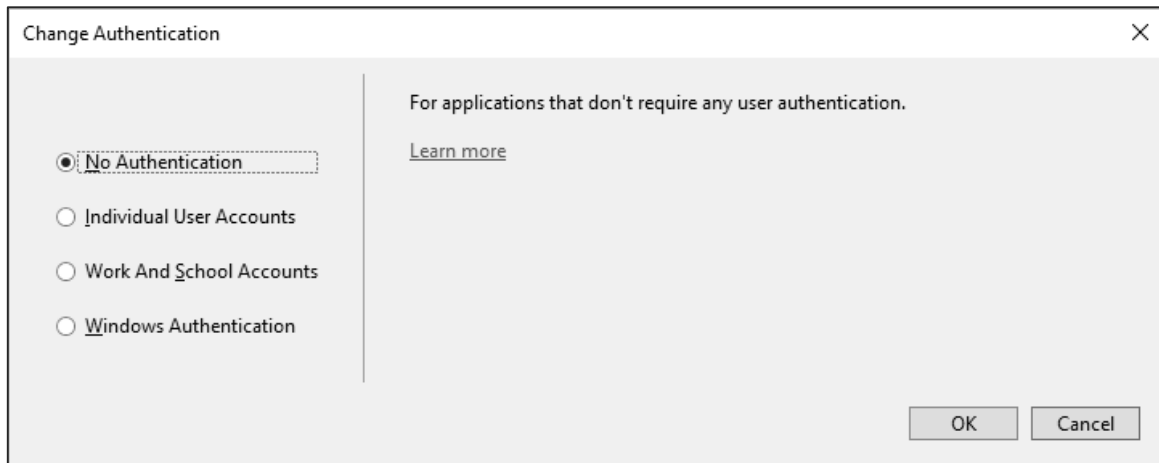 Change Authentication
For applications that don't require any user authentication.
Learn more
No Authentication
Individual User Accounts
Work And School Accounts
Windows Authentication
OK
Cancel